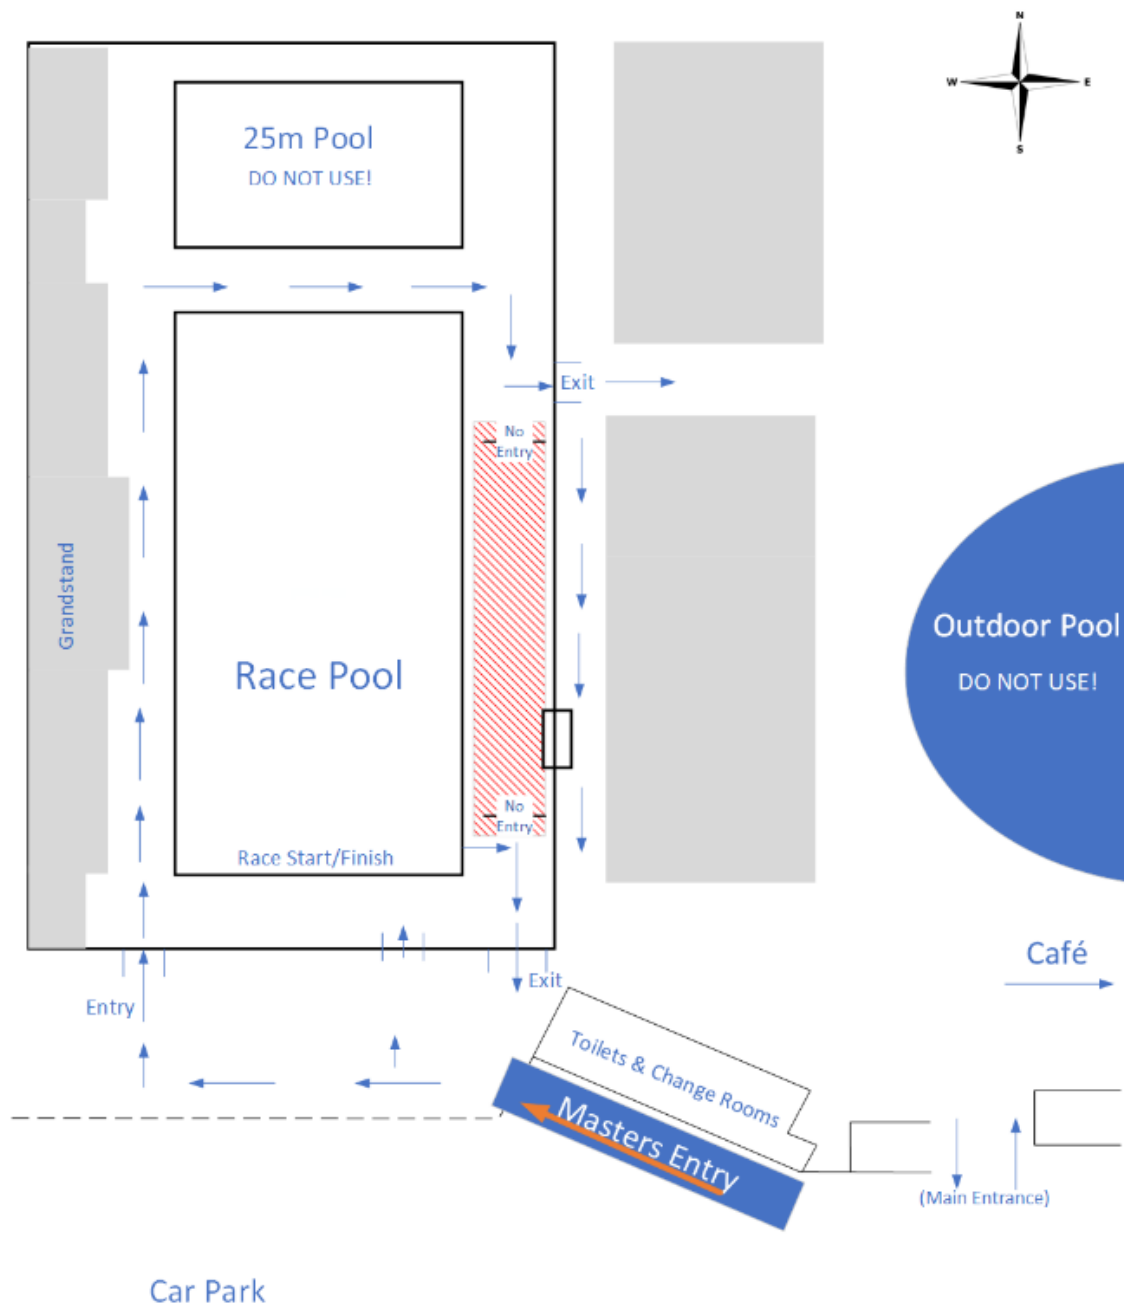 N
W
E
S
25m Pool
DO NOT USE!
Exit
No
Entry
Grandstand
Outdoor Pool
DO NOT USE!
Race Pool
No
Entry
Race Start/Finish
Café
Exit
Entry
Toilets & Change Rooms
Masters Entry
(Main Entrance)
Car Park